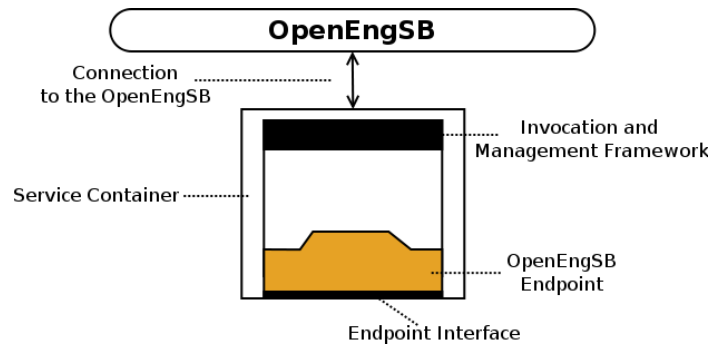 OpenEngSB
Connection
to the OpenEngSB
Invocation and
Management Framework
Service Container
OpenEngSB
Endpoint
Endpoint Interface